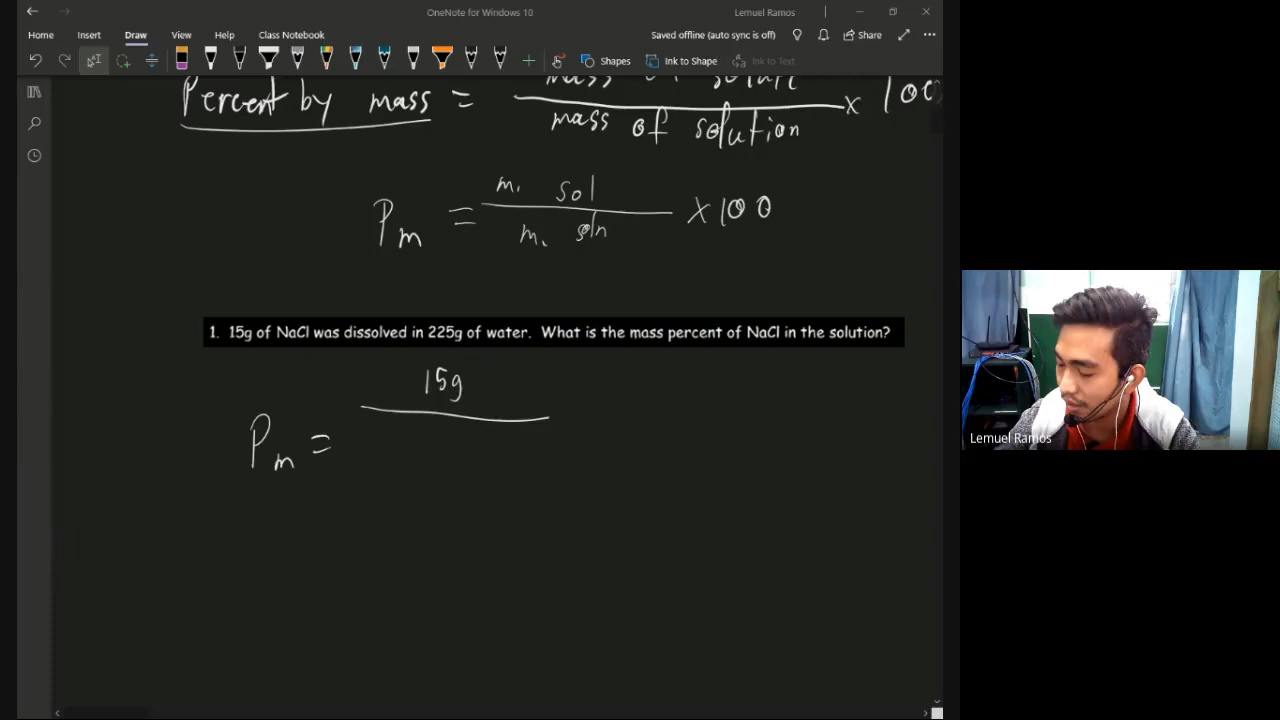 OneNote for Windows 10
Lemuel Ramos
Home Insert Draw View Help Class Notebook
Saved offline (auto sync is off) Share
Shapes Ink to Shape Ink to Text
mass of solute
Percent by mass = x 100
mass of solution
m. sol
Pm = x 100
m. soln
1. 15g of NaCl was dissolved in 225g of water. What is the mass percent of NaCl in the solution?
15g
Pm =
Lemuel Ramos